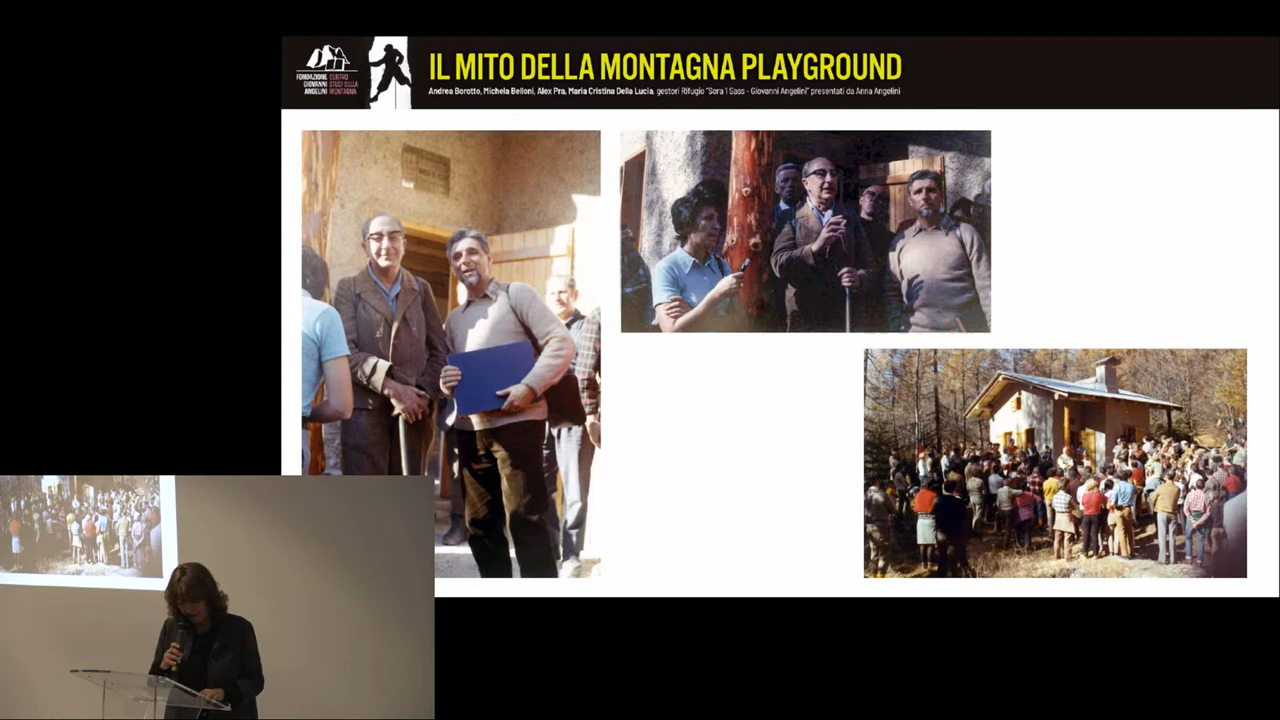 FONDAZIONE
GIOVANNI
ANGELINI
CENTRO
STUDI SULLA
MONTAGNA
IL MITO DELLA MONTAGNA PLAYGROUND
Andrea Borotto, Michela Belloni, Alex Pra, Maria Cristina Della Lucia, gestori Rifugio "Sora 'l Sass - Giovanni Angelini" presentati da Anna Angelini